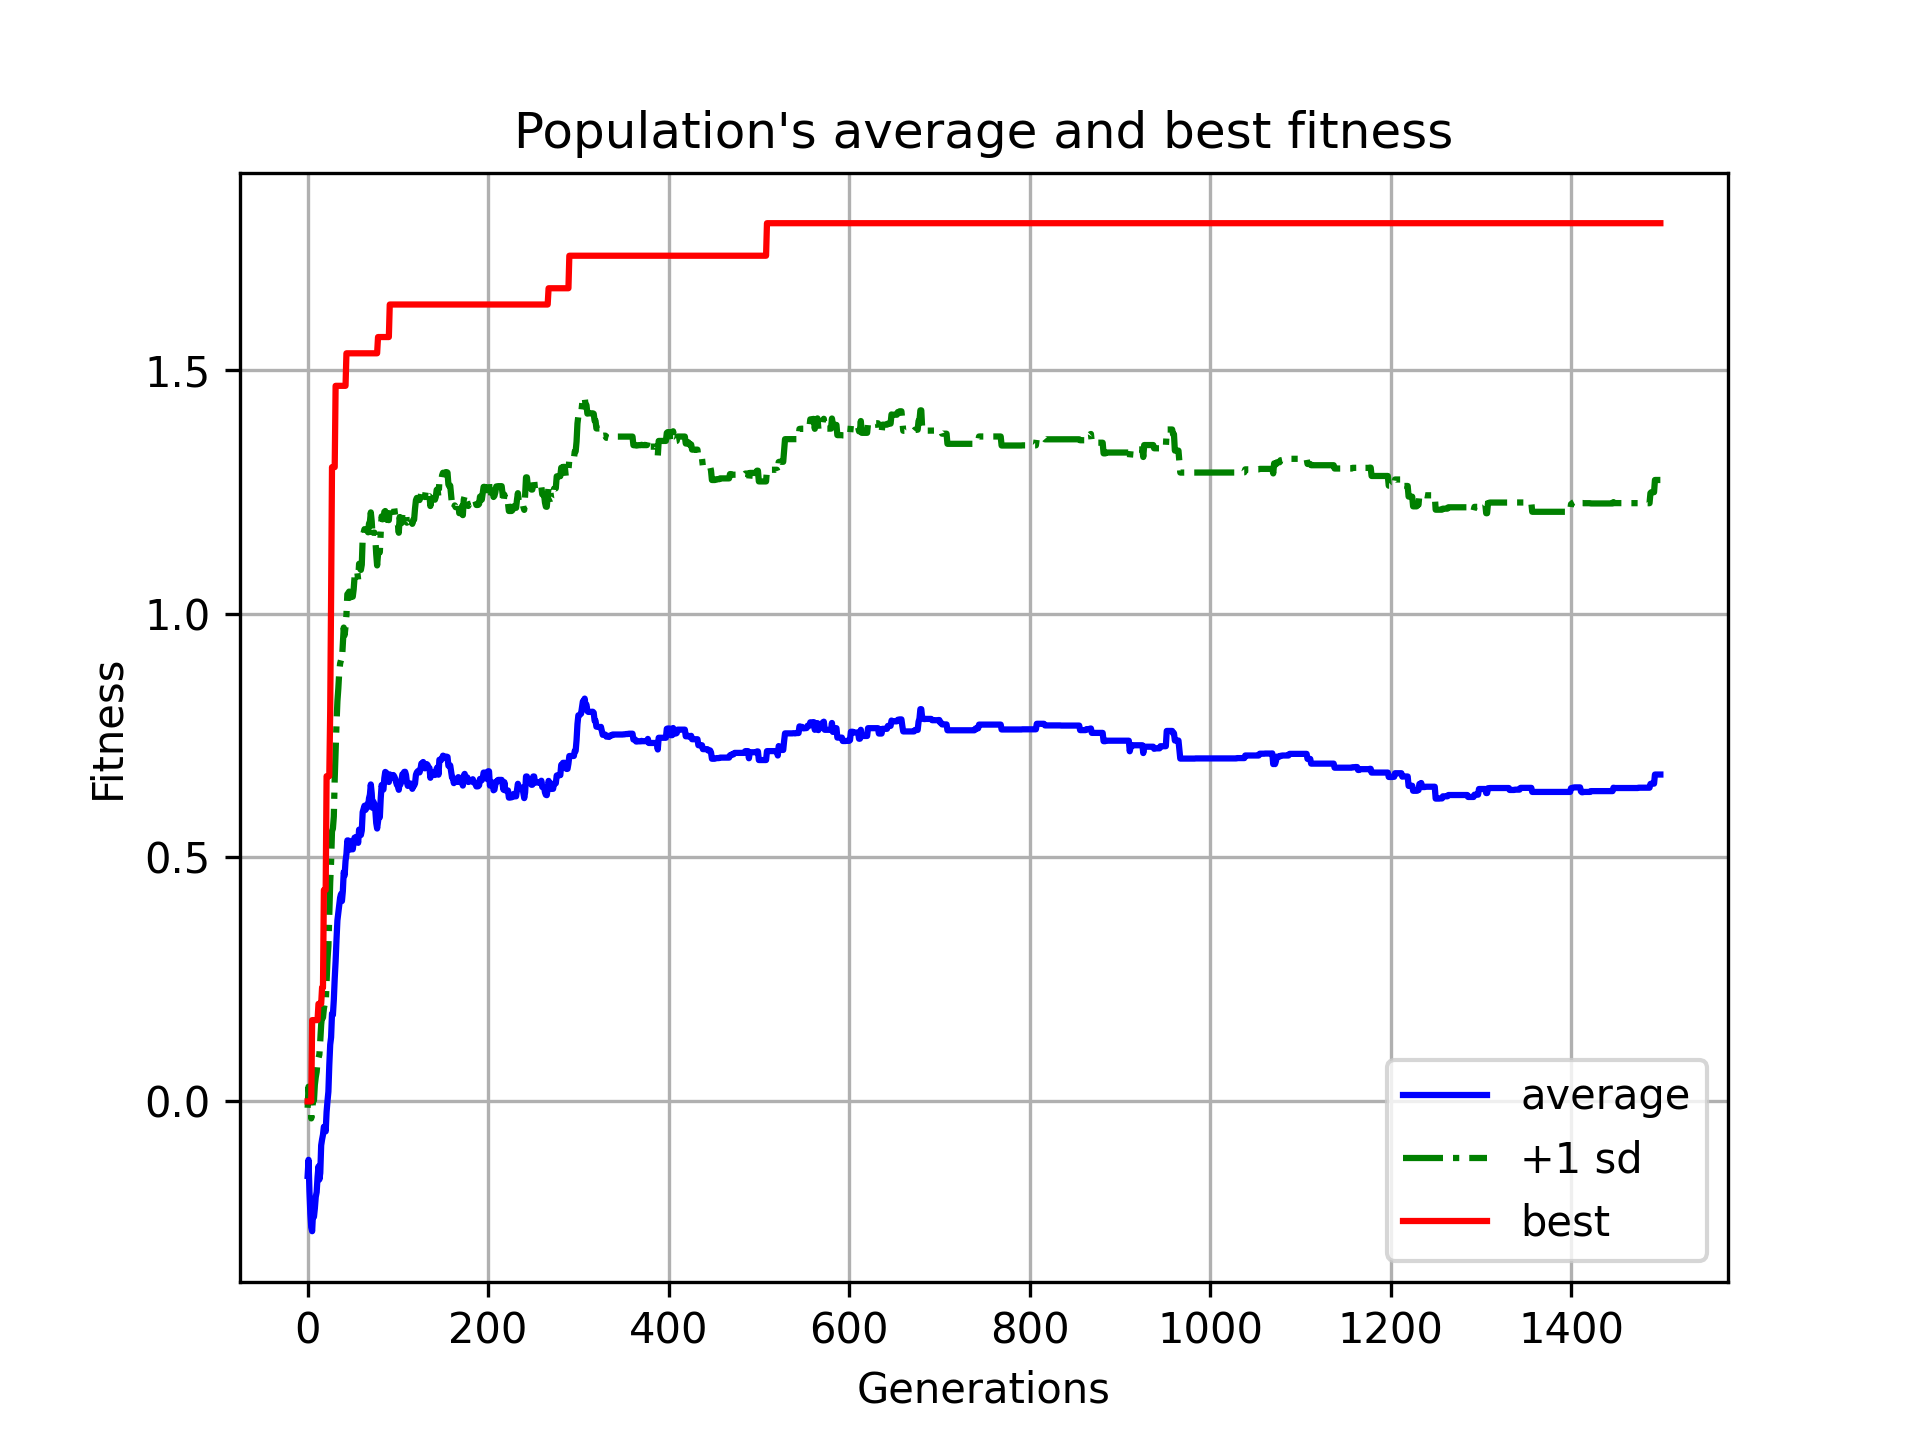 Population's average and best fitness
Fitness
1.5
1.0
0.5
0.0
average
+1 sd
best
0 200 400 600 800 1000 1200 1400
Generations